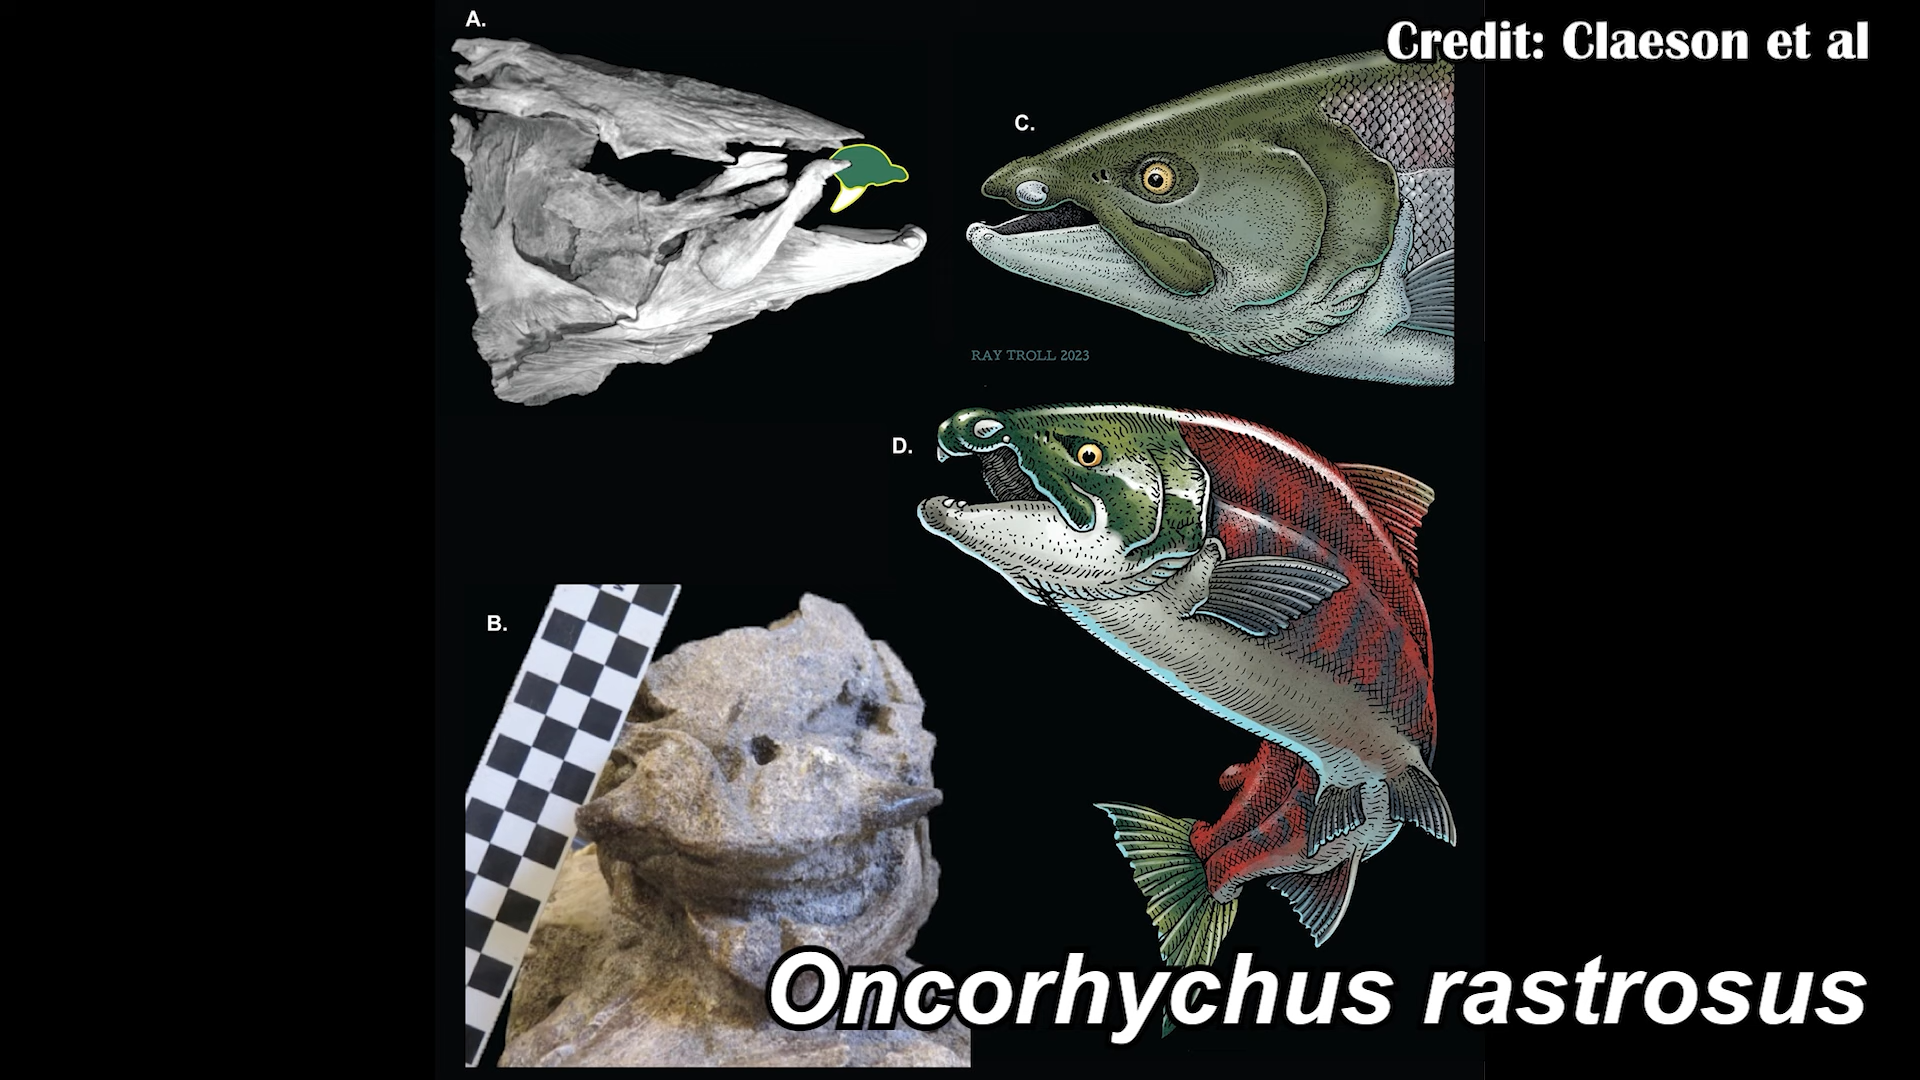 A.
Credit: Claeson et al
C.
RAY TROLL 2023
D.
B.
Oncorhychus rastrosus